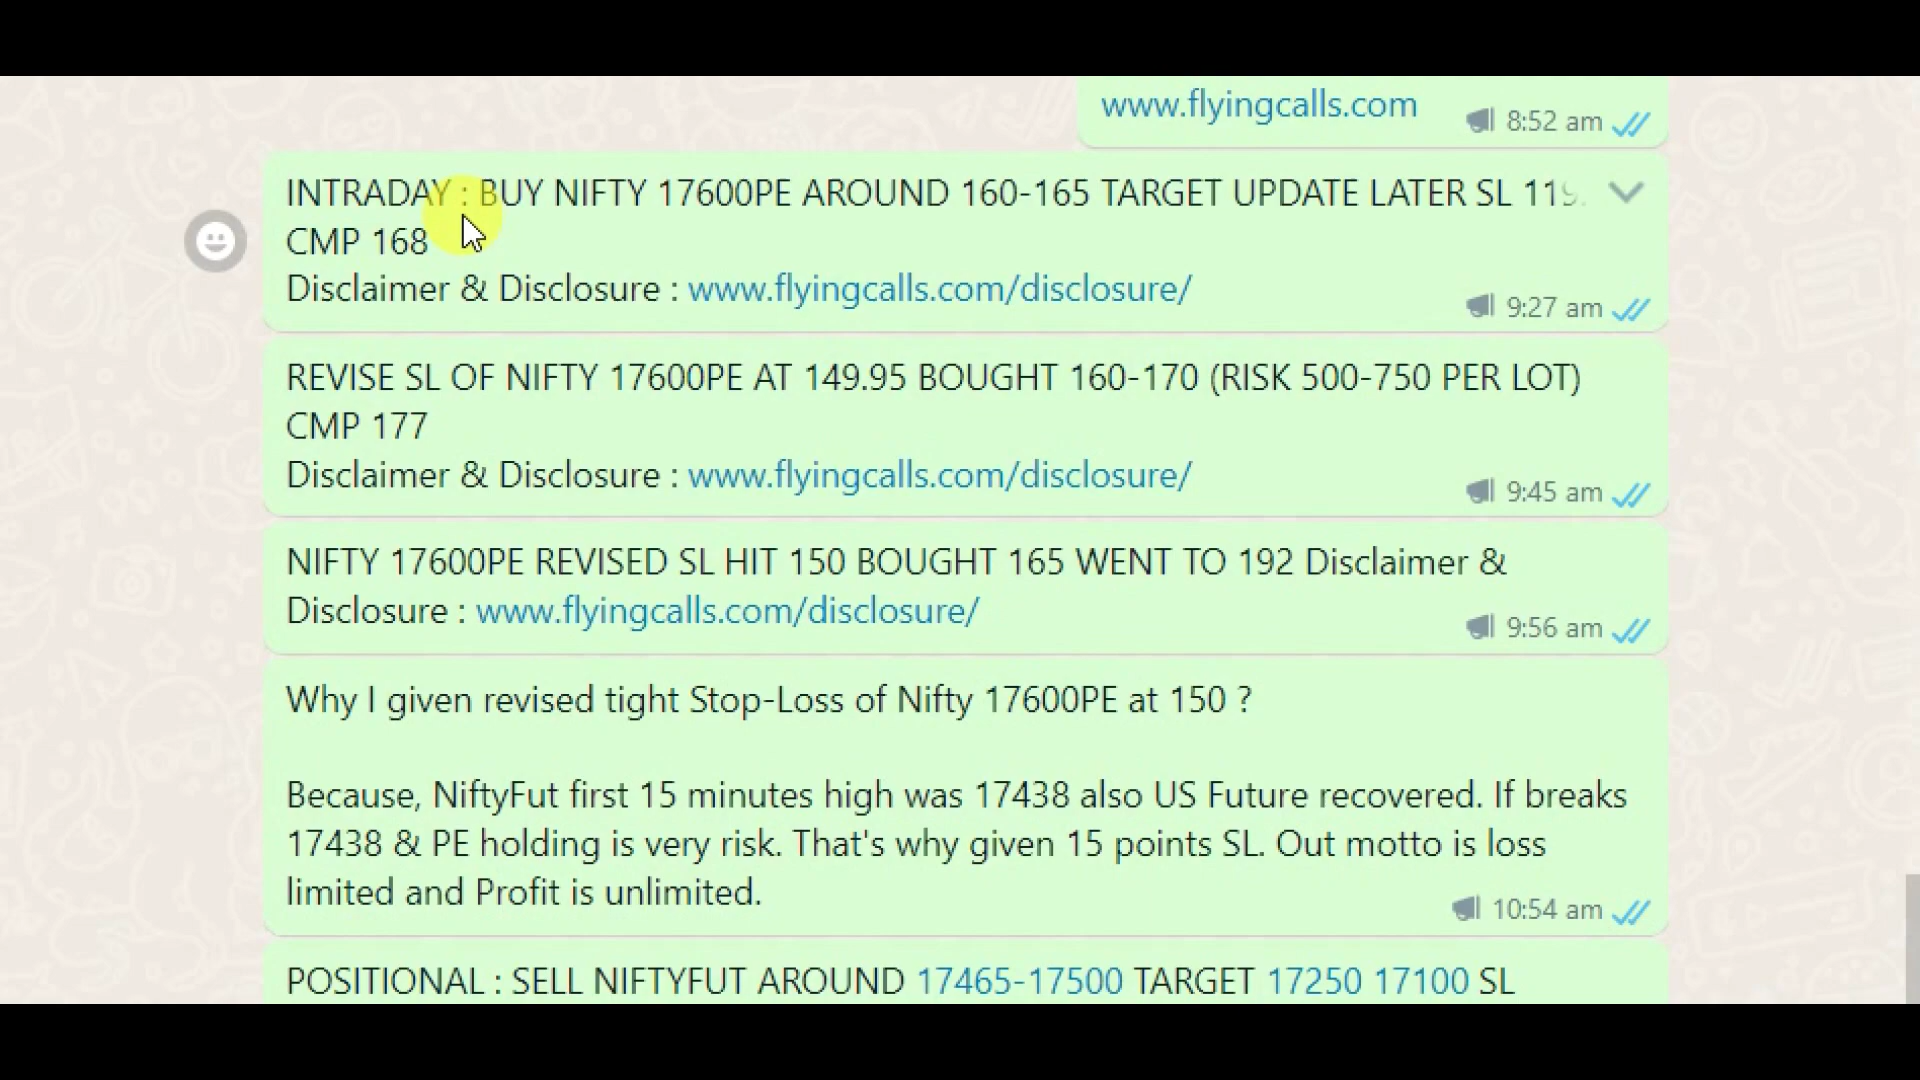 www.flyingcalls.com
8:52 am
INTRADAY : BUY NIFTY 17600PE AROUND 160-165 TARGET UPDATE LATER SL
CMP 168
Disclaimer & Disclosure : www.flyingcalls.com/disclosure/
9:27 am
REVISE SL OF NIFTY 17600PE AT 149.95 BOUGHT 160-170 (RISK 500-750 PER LOT)
CMP 177
Disclaimer & Disclosure : www.flyingcalls.com/disclosure/
9:45 am
NIFTY 17600PE REVISED SL HIT 150 BOUGHT 165 WENT TO 192 Disclaimer &
Disclosure : www.flyingcalls.com/disclosure/
9:56 am
Why I given revised tight Stop-Loss of Nifty 17600PE at 150 ?
Because, NiftyFut first 15 minutes high was 17438 also US Future recovered. If breaks
17438 & PE holding is very risk. That's why given 15 points SL. Out motto is loss
limited and Profit is unlimited.
10:54 am
POSITIONAL : SELL NIFTYFUT AROUND 17465-17500 TARGET 17250 17100 SL